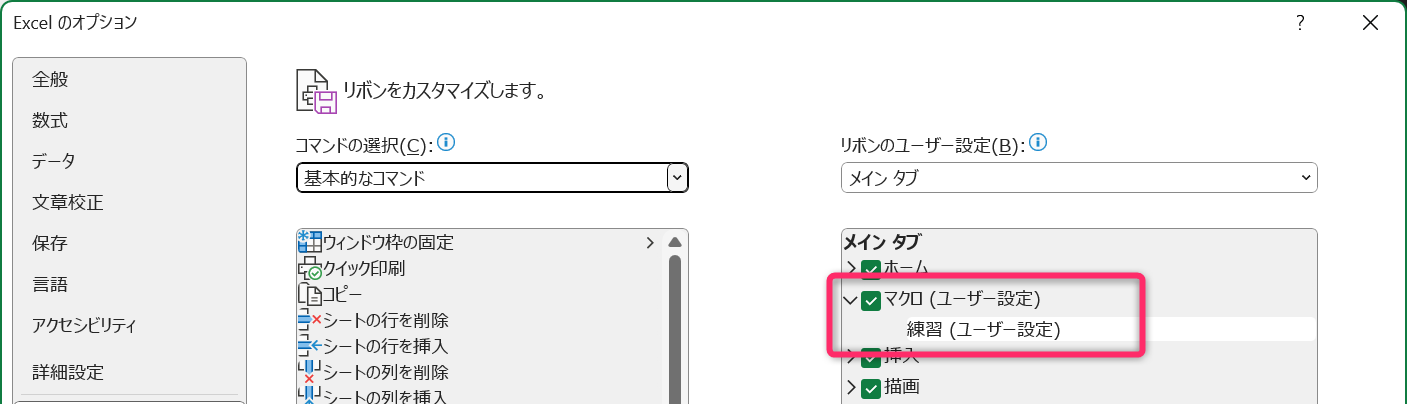 Excel のオプション
?
全般
数式
データ
文章校正
保存
言語
アクセシビリティ
詳細設定
リボンをカスタマイズします。
コマンドの選択(C):
基本的なコマンド
ウィンドウ枠の固定
クイック印刷
コピー
シートの行を削除
シートの行を挿入
シートの列を削除
シートの列を挿入
リボンのユーザー設定(B):
メイン タブ
メイン タブ
ホーム
マクロ (ユーザー設定)
練習 (ユーザー設定)
挿入
描画